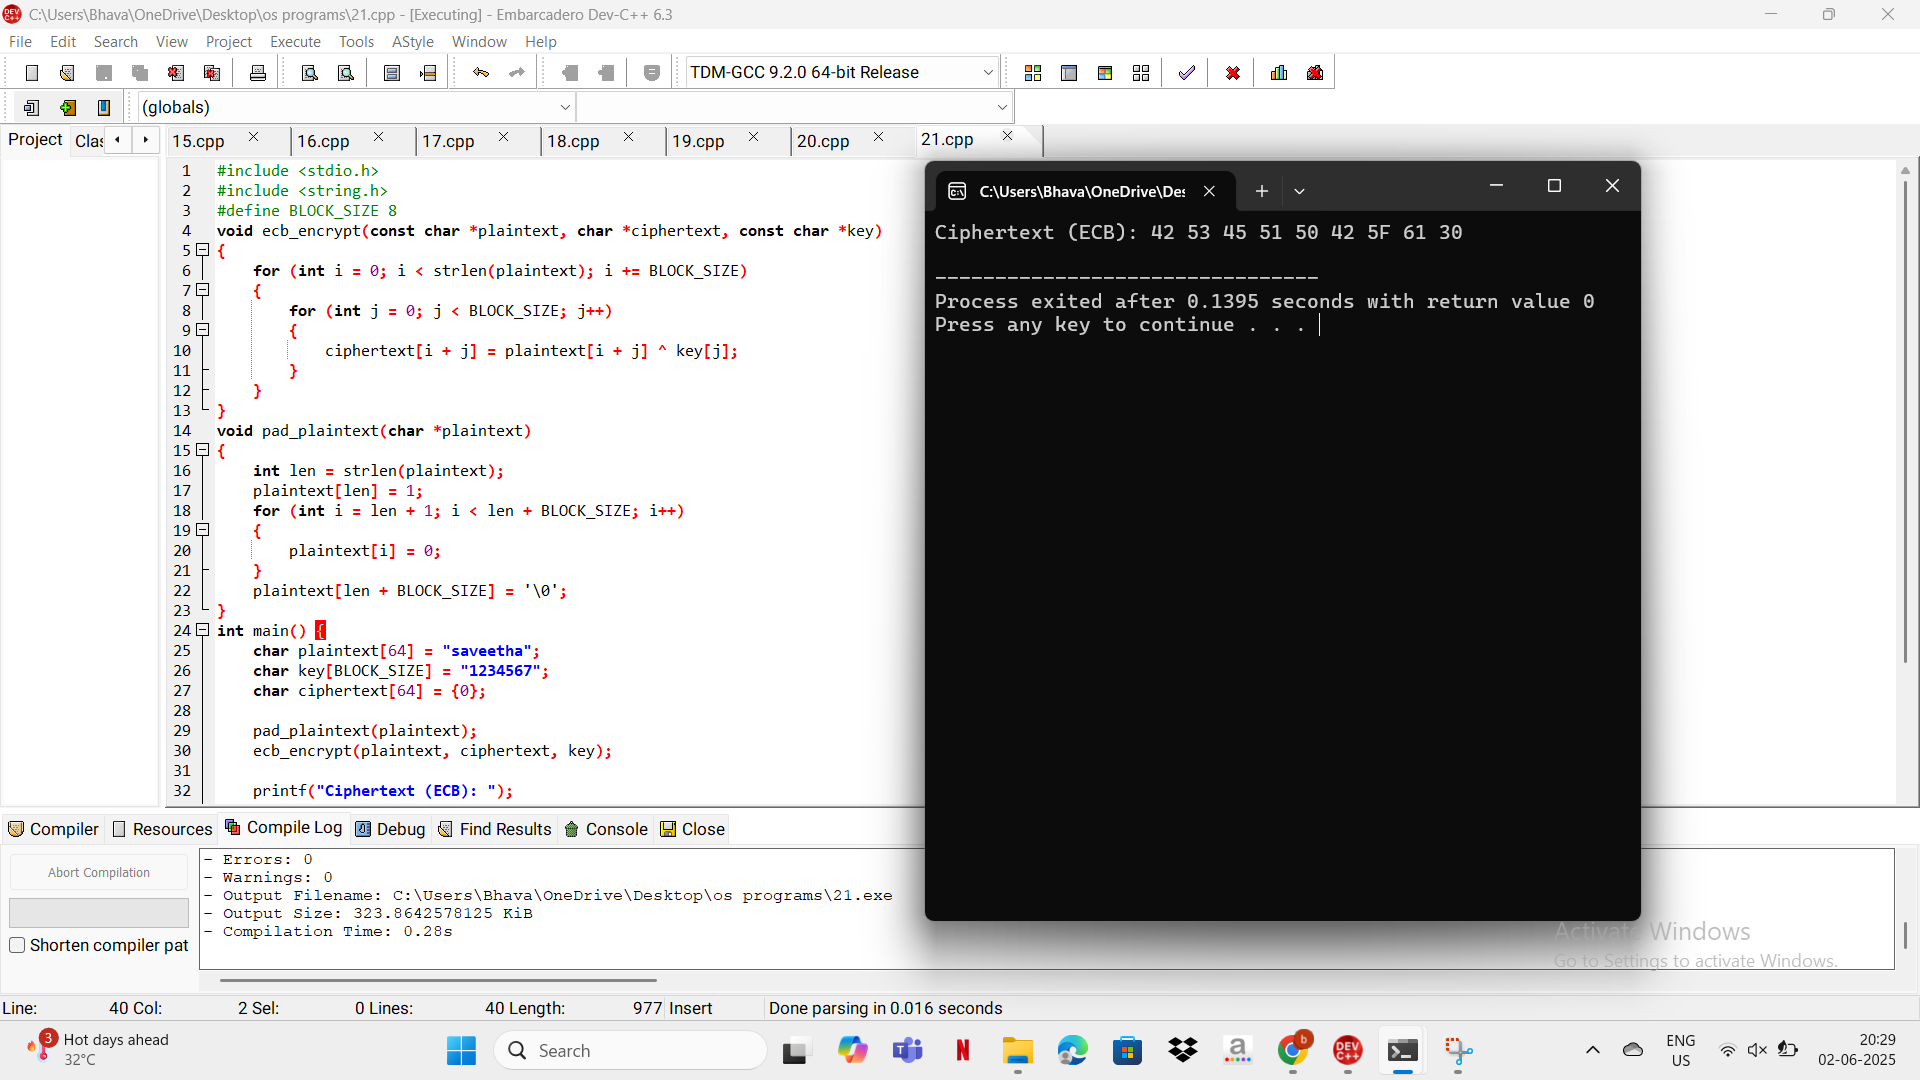 C:\Users\Bhava\OneDrive\Desktop\os programs\21.cpp - [Executing] - Embarcadero Dev-C++ 6.3
File Edit Search View Project Execute Tools AStyle Window Help
TDM-GCC 9.2.0 64-bit Release
(globals)
Project Clas
15.cpp 16.cpp 17.cpp 18.cpp 19.cpp 20.cpp 21.cpp
1 #include <stdio.h>
2 #include <string.h>
3 #define BLOCK_SIZE 8
4 void ecb_encrypt(const char *plaintext, char *ciphertext, const char *key)
5 {
6 for (int i = 0; i < strlen(plaintext); i += BLOCK_SIZE)
7 {
8 for (int j = 0; j < BLOCK_SIZE; j++)
9 {
10 ciphertext[i + j] = plaintext[i + j] ^ key[j];
11 }
12 }
13 }
14 void pad_plaintext(char *plaintext)
15 {
16 int len = strlen(plaintext);
17 plaintext[len] = 1;
18 for (int i = len + 1; i < len + BLOCK_SIZE; i++)
19 {
20 plaintext[i] = 0;
21 }
22 plaintext[len + BLOCK_SIZE] = '\0';
23 }
24 int main() {
25 char plaintext[64] = "saveetha";
26 char key[BLOCK_SIZE] = "1234567";
27 char ciphertext[64] = {0};
28
29 pad_plaintext(plaintext);
30 ecb_encrypt(plaintext, ciphertext, key);
31
32 printf("Ciphertext (ECB): ");
C:\Users\Bhava\OneDrive\Des
Ciphertext (ECB): 42 53 45 51 50 42 5F 61 30
--------------------------------
Process exited after 0.1395 seconds with return value 0
Press any key to continue . . .
Compiler Resources Compile Log Debug Find Results Console Close
Abort Compilation
Shorten compiler pat
- Errors: 0
- Warnings: 0
- Output Filename: C:\Users\Bhava\OneDrive\Desktop\os programs\21.exe
- Output Size: 323.8642578125 KiB
- Compilation Time: 0.28s
Activate Windows
Go to Settings to activate Windows.
Line: 40 Col: 2 Sel: 0 Lines: 40 Length: 977 Insert Done parsing in 0.016 seconds
3
Hot days ahead
32°C
Search
ENG
US
20:29
02-06-2025